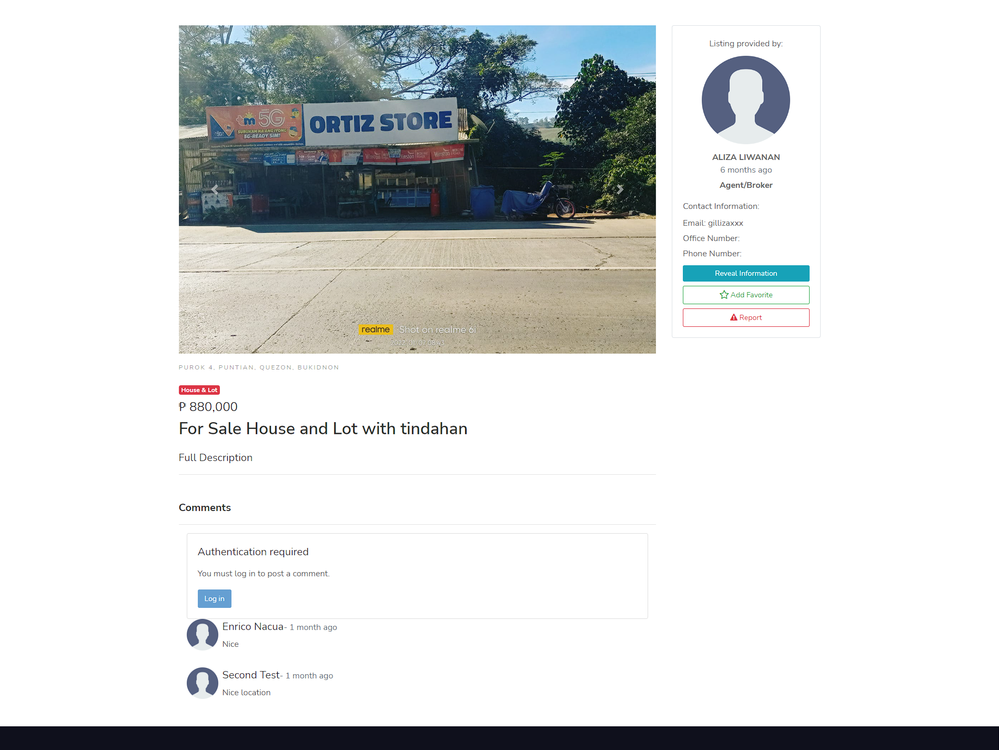 5G
ORTIZ STORE
realme Shot on realme 6i
PUROK 4, PUNTIAN, QUEZON, BUKIDNON
House & Lot
₱ 880,000
For Sale House and Lot with tindahan
Full Description
Comments
Authentication required
You must log in to post a comment.
Log in
Enrico Nacua- 1 month ago
Nice
Second Test- 1 month ago
Nice location
Listing provided by:
ALIZA LIWANAN
6 months ago
Agent/Broker
Contact Information:
Email: gillizaxxx
Office Number:
Phone Number:
Reveal Information
Add Favorite
Report